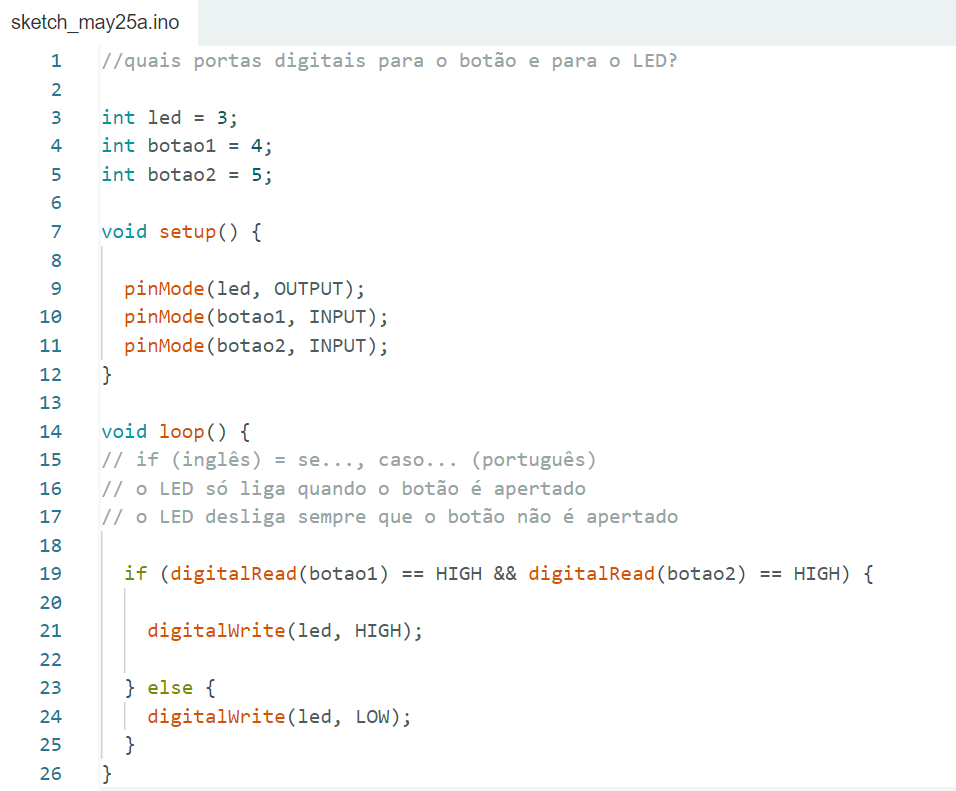 sketch_may25a.ino
1 //quais portas digitais para o botão e para o LED?
2
3 int led = 3;
4 int botao1 = 4;
5 int botao2 = 5;
6
7 void setup() {
8
9 pinMode(led, OUTPUT);
10 pinMode(botao1, INPUT);
11 pinMode(botao2, INPUT);
12 }
13
14 void loop() {
15 // if (inglês) = se..., caso... (português)
16 // o LED só liga quando o botão é apertado
17 // o LED desliga sempre que o botão não é apertado
18
19 if (digitalRead(botao1) == HIGH && digitalRead(botao2) == HIGH) {
20
21 digitalWrite(led, HIGH);
22
23 } else {
24 digitalWrite(led, LOW);
25 }
26 }